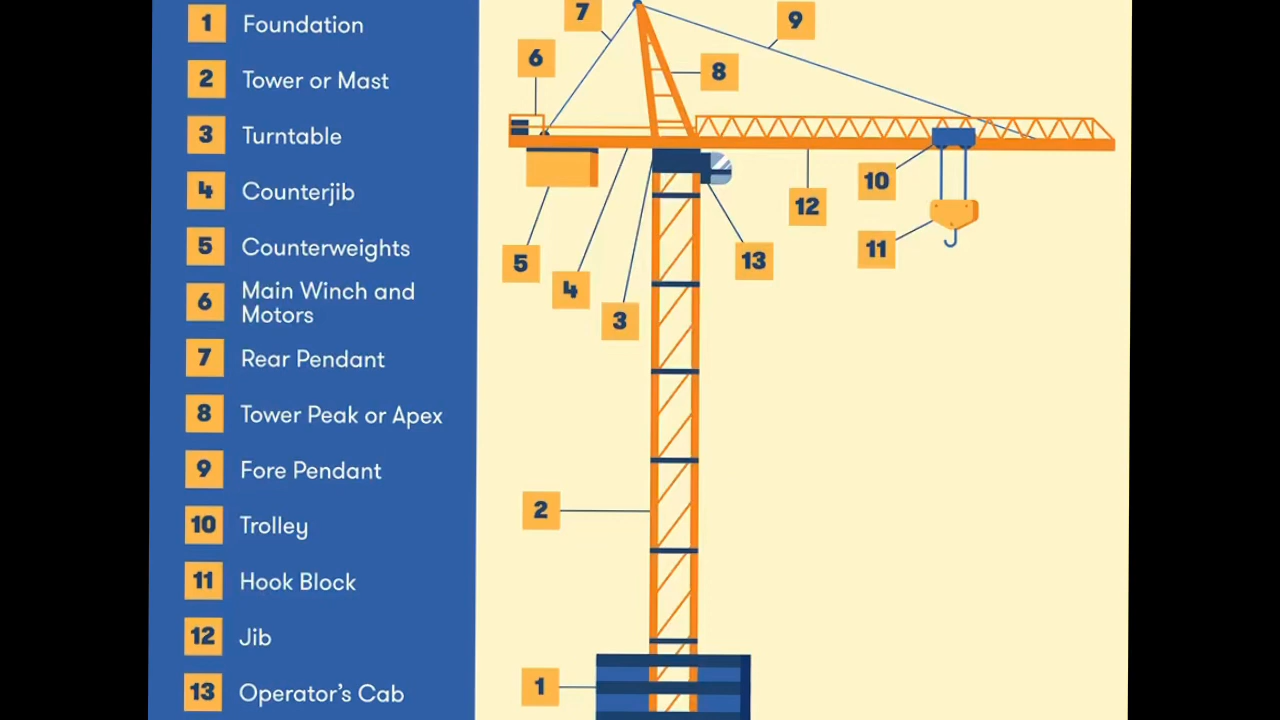 1 Foundation
2 Tower or Mast
3 Turntable
4 Counterjib
5 Counterweights
6 Main Winch and
Motors
7 Rear Pendant
8 Tower Peak or Apex
9 Fore Pendant
10 Trolley
11 Hook Block
12 Jib
13 Operator's Cab
7
9
6
8
10
12
11
5
13
4
3
2
1